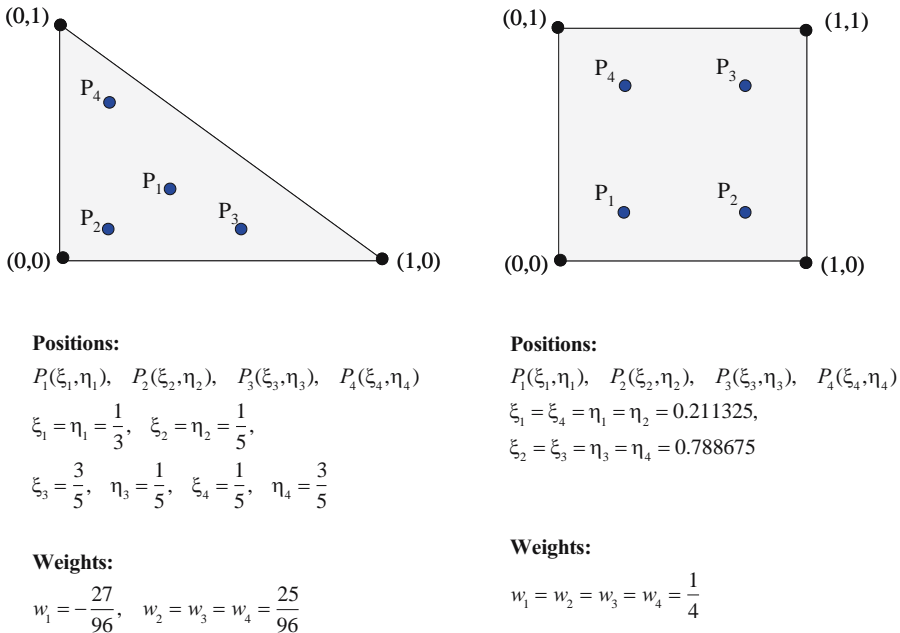 (0,1)
P₄
P₁
P₂
P₃
(0,0)
(1,0)
Positions:
P₁(ξ₁,η₁), P₂(ξ₂,η₂), P₃(ξ₃,η₃), P₄(ξ₄,η₄)
ξ₁ = η₁ = 1/3, ξ₂ = η₂ = 1/5,
ξ₃ = 3/5, η₃ = 1/5, ξ₄ = 1/5, η₄ = 3/5
Weights:
w₁ = −27/96, w₂ = w₃ = w₄ = 25/96
(0,1)
(1,1)
P₄
P₃
P₁
P₂
(0,0)
(1,0)
Positions:
P₁(ξ₁,η₁), P₂(ξ₂,η₂), P₃(ξ₃,η₃), P₄(ξ₄,η₄)
ξ₁ = ξ₄ = η₁ = η₂ = 0.211325,
ξ₂ = ξ₃ = η₃ = η₄ = 0.788675
Weights:
w₁ = w₂ = w₃ = w₄ = 1/4